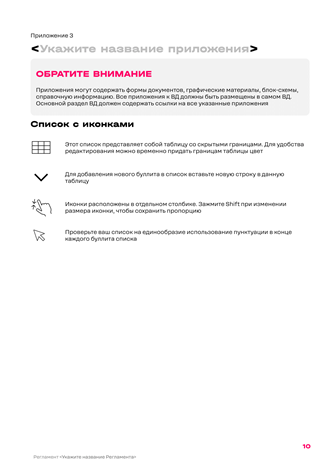 Приложение 3
<Укажите название приложения>
ОБРАТИТЕ ВНИМАНИЕ
Приложения могут содержать формы документов, графические материалы, блок-схемы,
справочную информацию. Все приложения к ВД должны быть размещены в самом ВД.
Основной раздел ВД должен содержать ссылки на все указанные приложения
Список с иконками
Этот список представляет собой таблицу со скрытыми границами. Для удобства
редактирования можно временно придать границам таблицы цвет
Для добавления нового буллита в список вставьте новую строку в данную
таблицу
Иконки расположены в отдельном столбике. Зажмите Shift при изменении
размера иконки, чтобы сохранить пропорцию
Проверьте ваш список на единообразие использование пунктуации в конце
каждого буллита списка
10
Регламент <Укажите название Регламента>